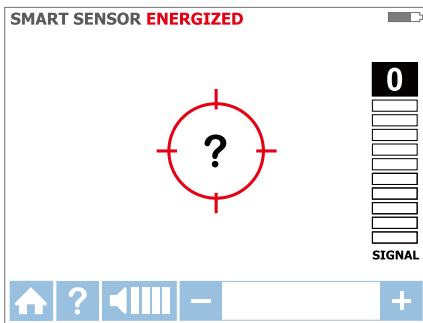 SMART SENSOR ENERGIZED
0
?
SIGNAL
? − +